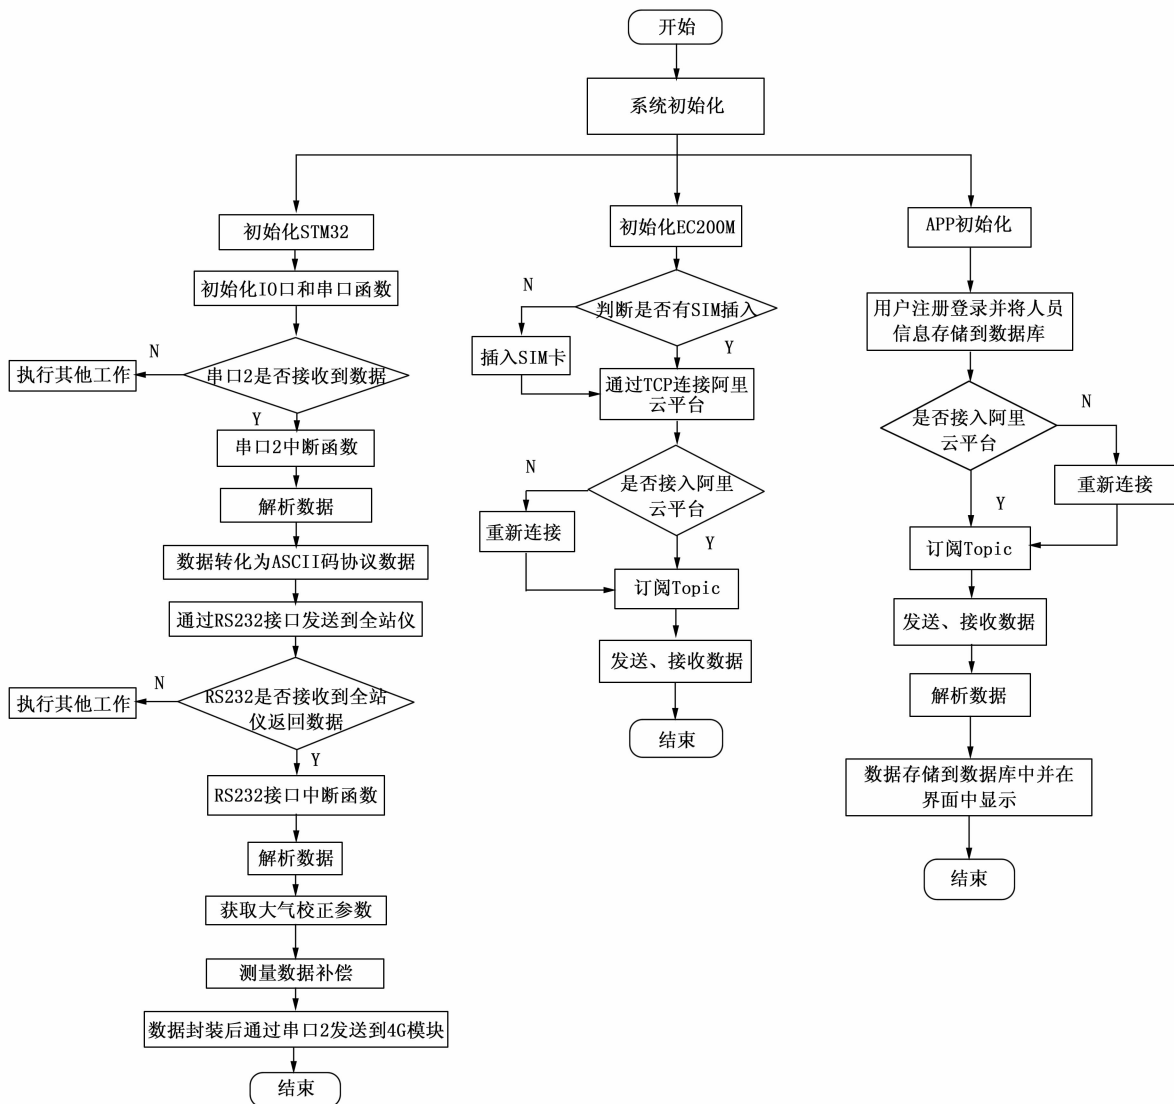 开始
系统初始化
初始化STM32
初始化IO口和串口函数
N
串口2是否接收到数据
执行其他工作
Y
串口2中断函数
解析数据
数据转化为ASCII码协议数据
通过RS232接口发送到全站仪
N
RS232是否接收到全站
仪返回数据
执行其他工作
Y
RS232接口中断函数
解析数据
获取大气校正参数
测量数据补偿
数据封装后通过串口2发送到4G模块
结束
初始化EC200M
N
判断是否有SIM插入
插入SIM卡
Y
通过TCP连接阿里
云平台
N
是否接入阿里
云平台
重新连接
Y
订阅Topic
发送、接收数据
结束
APP初始化
用户注册登录并将人员
信息存储到数据库
N
是否接入阿里
云平台
重新连接
Y
订阅Topic
发送、接收数据
解析数据
数据存储到数据库中并在
界面中显示
结束